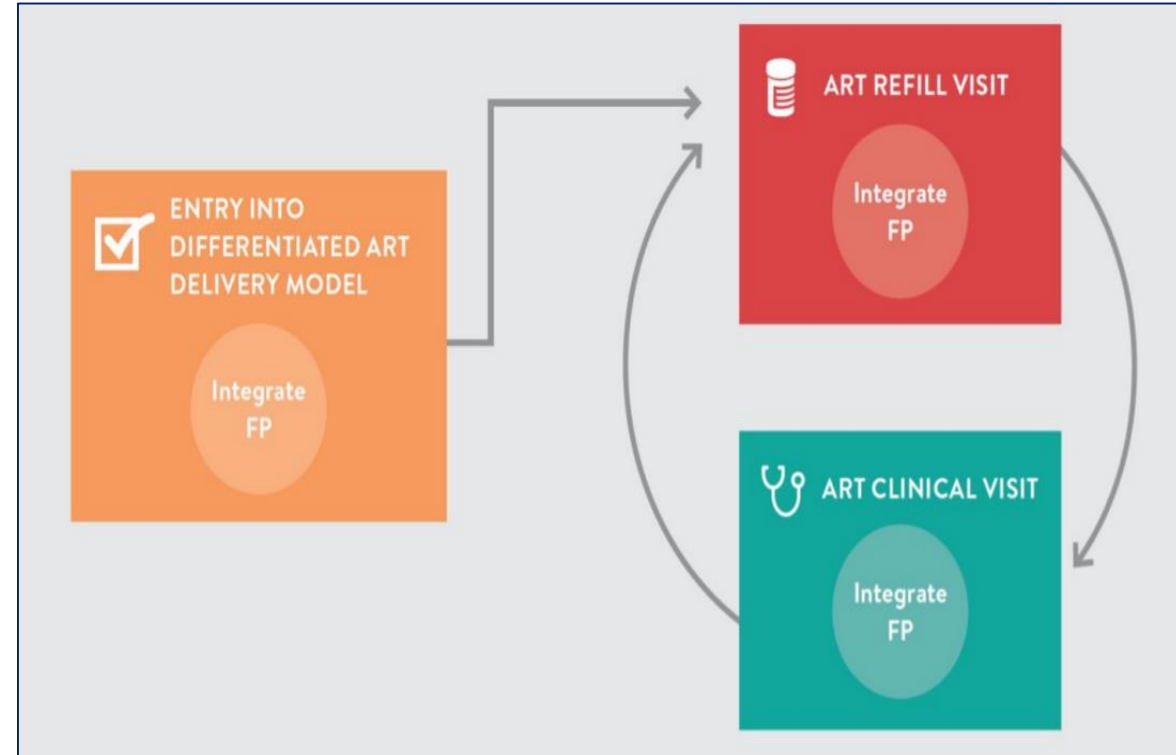 ENTRY INTO
DIFFERENTIATED ART
DELIVERY MODEL
Integrate
FP
ART REFILL VISIT
Integrate
FP
ART CLINICAL VISIT
Integrate
FP